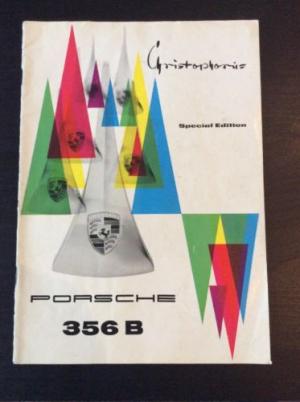 Christophorus
Special Edition
PORSCHE
356 B